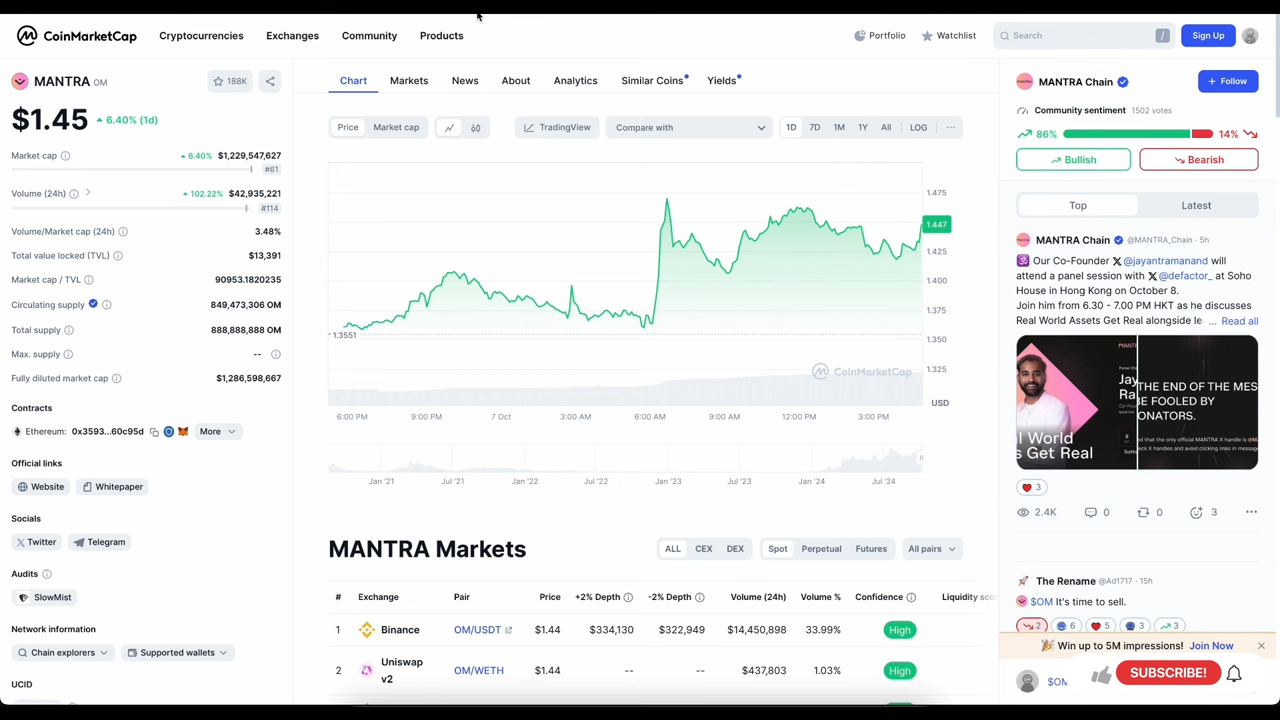 CoinMarketCap
Cryptocurrencies Exchanges Community Products
Portfolio Watchlist Search / Sign Up
MANTRA OM 188K
$1.45 6.40% (1d)
Market cap 6.40% $1,229,547,627
#61
Volume (24h) 102.22% $42,935,221
#114
Volume/Market cap (24h) 3.48%
Total value locked (TVL) $13,391
Market cap / TVL 90953.1820235
Circulating supply 849,473,306 OM
Total supply 888,888,888 OM
Max. supply --
Fully diluted market cap $1,286,598,667
Contracts
Ethereum: 0x3593...60c95d More
Official links
Website Whitepaper
Socials
Twitter Telegram
Audits
SlowMist
Network information
Chain explorers Supported wallets
UCID
Chart Markets News About Analytics Similar Coins Yields
Price Market cap TradingView Compare with 1D 7D 1M 1Y All LOG ...
1.475
1.447
1.425
1.400
1.375
1.3551
1.350
1.325
CoinMarketCap
USD
6:00 PM 9:00 PM 7 Oct 3:00 AM 6:00 AM 9:00 AM 12:00 PM 3:00 PM
Jan '21 Jul '21 Jan '22 Jul '22 Jan '23 Jul '23 Jan '24 Jul '24
MANTRA Markets
ALL CEX DEX Spot Perpetual Futures All pairs
# Exchange Pair Price +2% Depth -2% Depth Volume (24h) Volume % Confidence Liquidity sco
1 Binance OM/USDT $1.44 $334,130 $322,949 $14,450,898 33.99% High
2 Uniswap v2 OM/WETH $1.44 -- -- $437,803 1.03% High
MANTRA Chain + Follow
Community sentiment 1502 votes
86% 14%
Bullish Bearish
Top Latest
MANTRA Chain @MANTRA_Chain · 5h
Our Co-Founder X @jayantramanand will
attend a panel session with X @defactor_ at Soho
House in Hong Kong on October 8.
Join him from 6.30 - 7.00 PM HKT as he discusses
Real World Assets Get Real alongside le ... Read all
MANTR
Jay
Ra
l World
s Get Real
THE END OF THE MES
BE FOOLED BY
ONATORS.
3
2.4K 0 0 3 ...
The Rename @Ad1717 · 15h
$OM It's time to sell.
2 6 5 3 3
Win up to 5M impressions! Join Now
$OM
SUBSCRIBE!